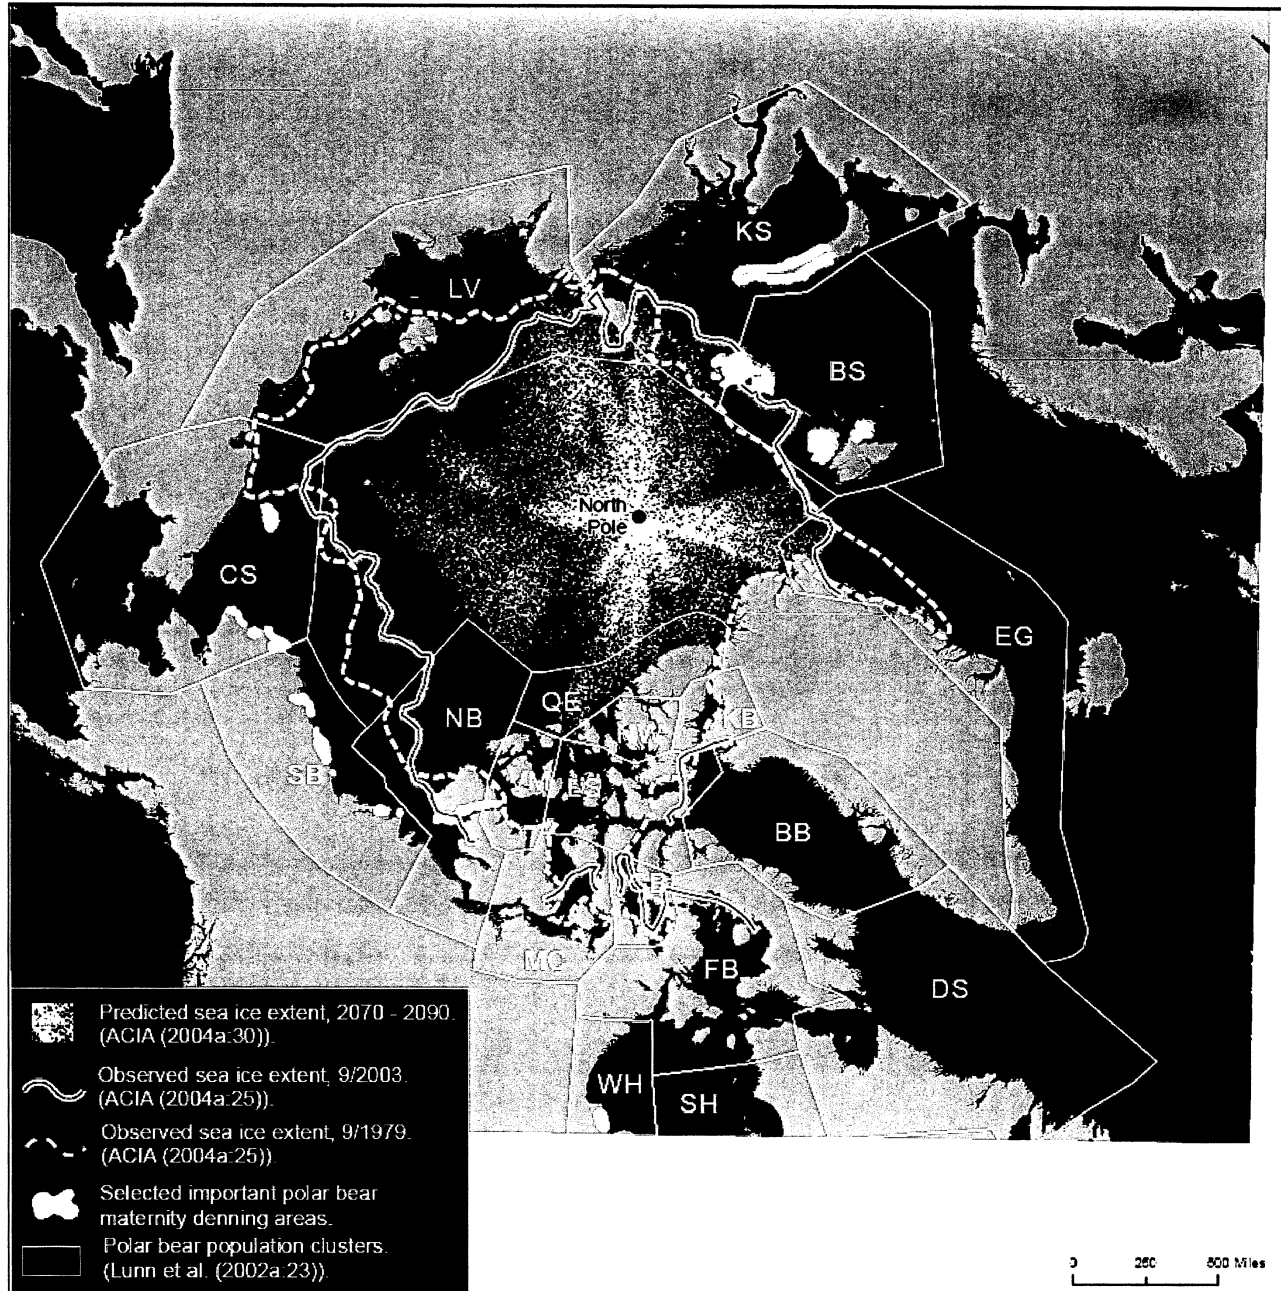 KS
LV
BS
North
Pole
CS
EG
NB
QE
KB
SB
BB
MC
FB
DS
WH
SH
Predicted sea ice extent, 2070 - 2090.
(ACIA (2004a:30)).
Observed sea ice extent, 9/2003.
(ACIA (2004a:25)).
Observed sea ice extent, 9/1979.
(ACIA (2004a:25)).
Selected important polar bear
maternity denning areas.
Polar bear population clusters.
(Lunn et al. (2002a:23)).
0 250 500 Miles